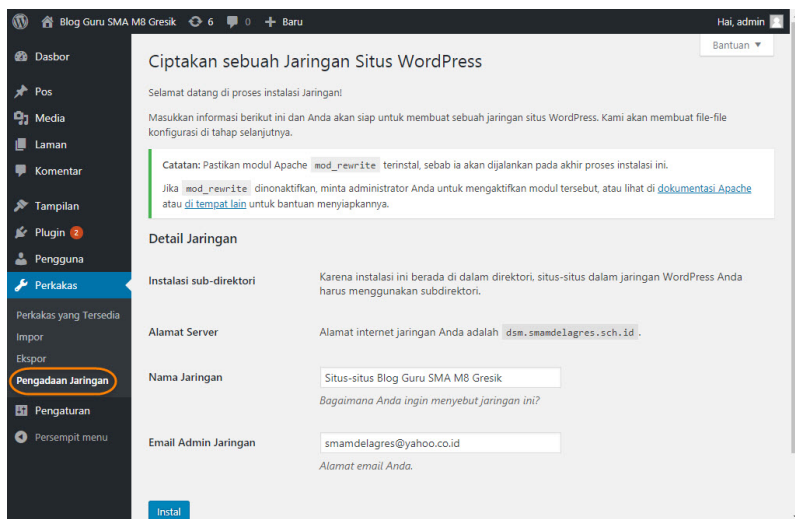 Blog Guru SMA M8 Gresik 6 0 + Baru Hai, admin
Bantuan ▼
Dasbor
Pos
Media
Laman
Komentar
Tampilan
Plugin 2
Pengguna
Perkakas
Perkakas yang Tersedia
Impor
Ekspor
Pengadaan Jaringan
Pengaturan
Persempit menu
Ciptakan sebuah Jaringan Situs WordPress
Selamat datang di proses instalasi Jaringan!
Masukkan informasi berikut ini dan Anda akan siap untuk membuat sebuah jaringan situs WordPress. Kami akan membuat file-file
konfigurasi di tahap selanjutnya.
Catatan: Pastikan modul Apache mod_rewrite terinstal, sebab ia akan dijalankan pada akhir proses instalasi ini.
Jika mod_rewrite dinonaktifkan, minta administrator Anda untuk mengaktifkan modul tersebut, atau lihat di dokumentasi Apache
atau di tempat lain untuk bantuan menyiapkannya.
Detail Jaringan
Instalasi sub-direktori
Karena instalasi ini berada di dalam direktori, situs-situs dalam jaringan WordPress Anda
harus menggunakan subdirektori.
Alamat Server
Alamat internet jaringan Anda adalah dsm.smamdelagres.sch.id .
Nama Jaringan
Situs-situs Blog Guru SMA M8 Gresik
Bagaimana Anda ingin menyebut jaringan ini?
Email Admin Jaringan
smamdelagres@yahoo.co.id
Alamat email Anda.
Instal